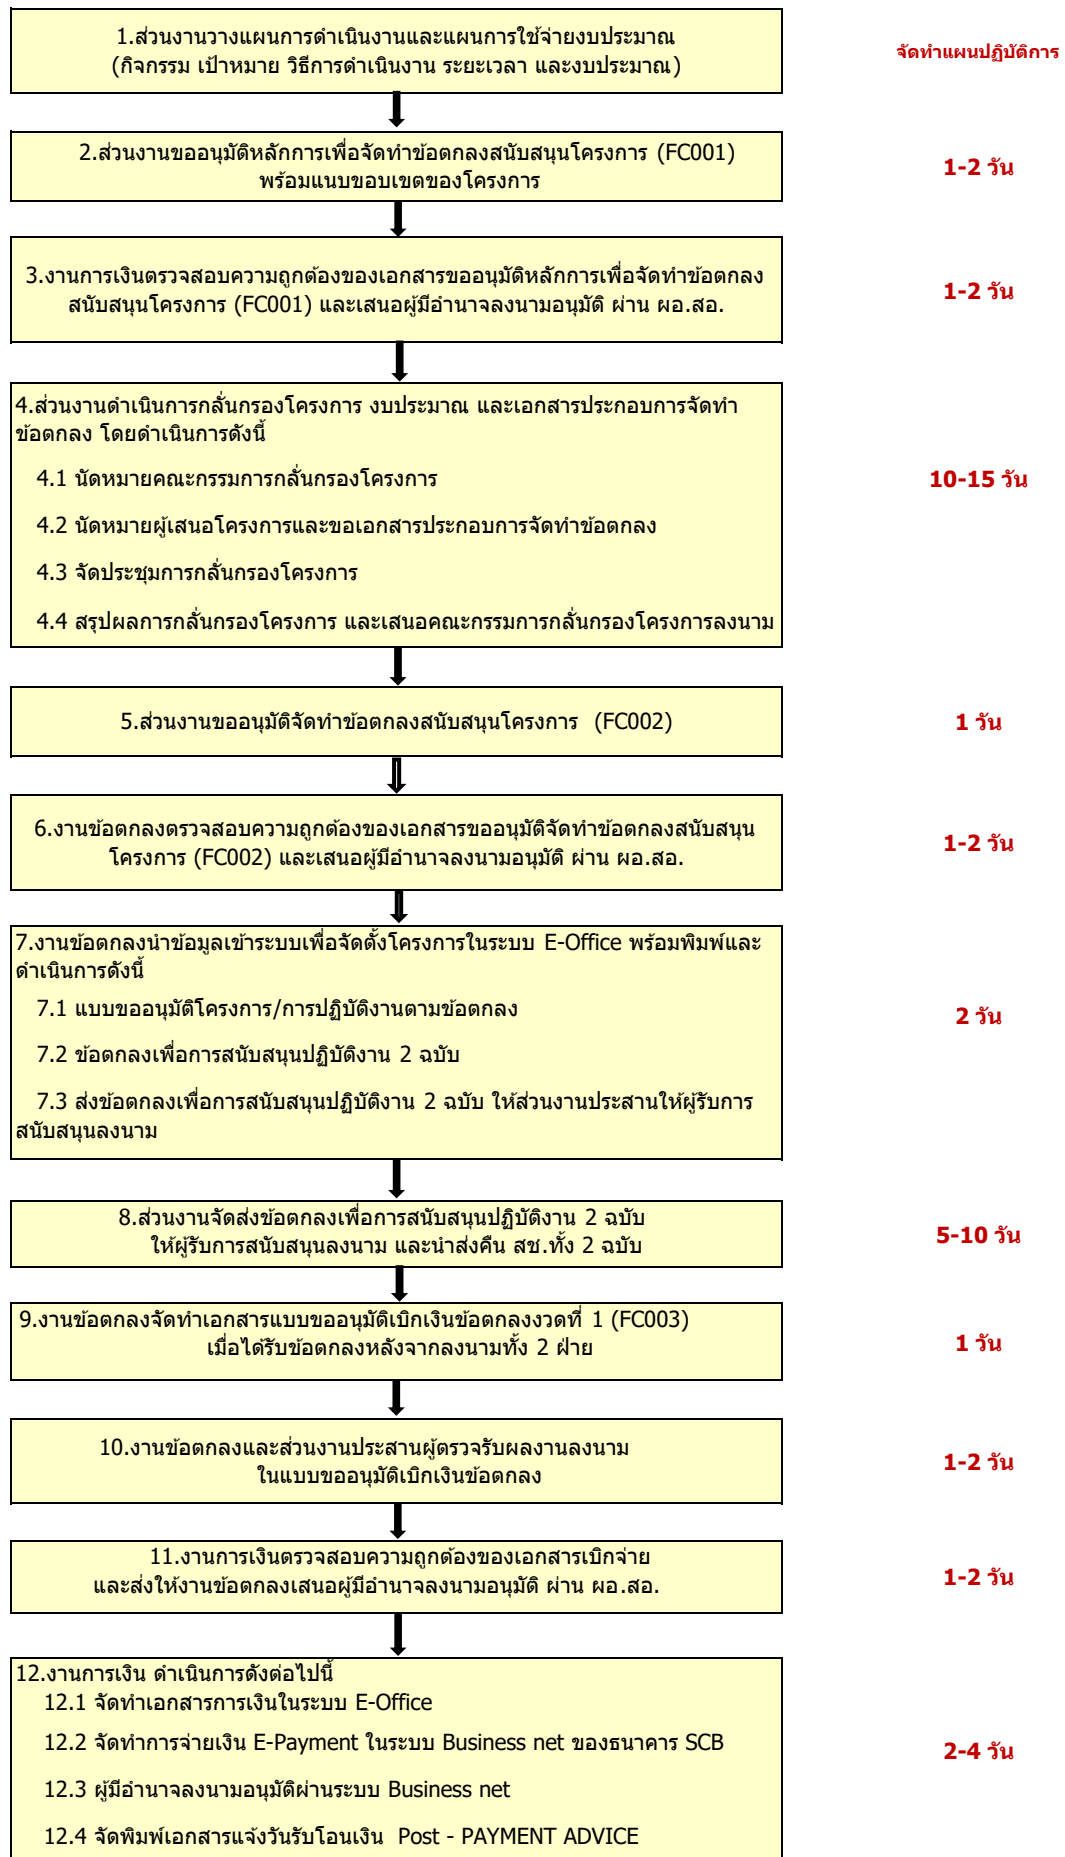 1.ส่วนงานวางแผนการดำเนินงานและแผนการใช้จ่ายงบประมาณ
(กิจกรรม เป้าหมาย วิธีการดำเนินงาน ระยะเวลา และงบประมาณ)
จัดทำแผนปฏิบัติการ
2.ส่วนงานขออนุมัติหลักการเพื่อจัดทำข้อตกลงสนับสนุนโครงการ (FC001)
พร้อมแนบขอบเขตของโครงการ
1-2 วัน
3.งานการเงินตรวจสอบความถูกต้องของเอกสารขออนุมัติหลักการเพื่อจัดทำข้อตกลง
สนับสนุนโครงการ (FC001) และเสนอผู้มีอำนาจลงนามอนุมัติ ผ่าน ผอ.สอ.
1-2 วัน
4.ส่วนงานดำเนินการกลั่นกรองโครงการ งบประมาณ และเอกสารประกอบการจัดทำ
ข้อตกลง โดยดำเนินการดังนี้
4.1 นัดหมายคณะกรรมการกลั่นกรองโครงการ
10-15 วัน
4.2 นัดหมายผู้เสนอโครงการและขอเอกสารประกอบการจัดทำข้อตกลง
4.3 จัดประชุมการกลั่นกรองโครงการ
4.4 สรุปผลการกลั่นกรองโครงการ และเสนอคณะกรรมการกลั่นกรองโครงการลงนาม
5.ส่วนงานขออนุมัติจัดทำข้อตกลงสนับสนุนโครงการ (FC002)
1 วัน
6.งานข้อตกลงตรวจสอบความถูกต้องของเอกสารขออนุมัติจัดทำข้อตกลงสนับสนุน
โครงการ (FC002) และเสนอผู้มีอำนาจลงนามอนุมัติ ผ่าน ผอ.สอ.
1-2 วัน
7.งานข้อตกลงนำข้อมูลเข้าระบบเพื่อจัดตั้งโครงการในระบบ E-Office พร้อมพิมพ์และ
ดำเนินการดังนี้
7.1 แบบขออนุมัติโครงการ/การปฏิบัติงานตามข้อตกลง
2 วัน
7.2 ข้อตกลงเพื่อการสนับสนุนปฏิบัติงาน 2 ฉบับ
7.3 ส่งข้อตกลงเพื่อการสนับสนุนปฏิบัติงาน 2 ฉบับ ให้ส่วนงานประสานให้ผู้รับการ
สนับสนุนลงนาม
8.ส่วนงานจัดส่งข้อตกลงเพื่อการสนับสนุนปฏิบัติงาน 2 ฉบับ
ให้ผู้รับการสนับสนุนลงนาม และนำส่งคืน สช.ทั้ง 2 ฉบับ
5-10 วัน
9.งานข้อตกลงจัดทำเอกสารแบบขออนุมัติเบิกเงินข้อตกลงงวดที่ 1 (FC003)
เมื่อได้รับข้อตกลงหลังจากลงนามทั้ง 2 ฝ่าย
1 วัน
10.งานข้อตกลงและส่วนงานประสานผู้ตรวจรับผลงานลงนาม
ในแบบขออนุมัติเบิกเงินข้อตกลง
1-2 วัน
11.งานการเงินตรวจสอบความถูกต้องของเอกสารเบิกจ่าย
และส่งให้งานข้อตกลงเสนอผู้มีอำนาจลงนามอนุมัติ ผ่าน ผอ.สอ.
1-2 วัน
12.งานการเงิน ดำเนินการดังต่อไปนี้
12.1 จัดทำเอกสารการเงินในระบบ E-Office
12.2 จัดทำการจ่ายเงิน E-Payment ในระบบ Business net ของธนาคาร SCB
2-4 วัน
12.3 ผู้มีอำนาจลงนามอนุมัติผ่านระบบ Business net
12.4 จัดพิมพ์เอกสารแจ้งวันรับโอนเงิน Post - PAYMENT ADVICE